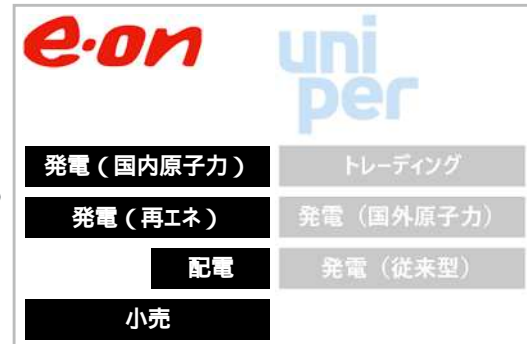 e·on
uni
per
発電(国内原子力)
トレーディング
発電(再エネ)
発電(国外原子力)
配電
発電(従来型)
小売